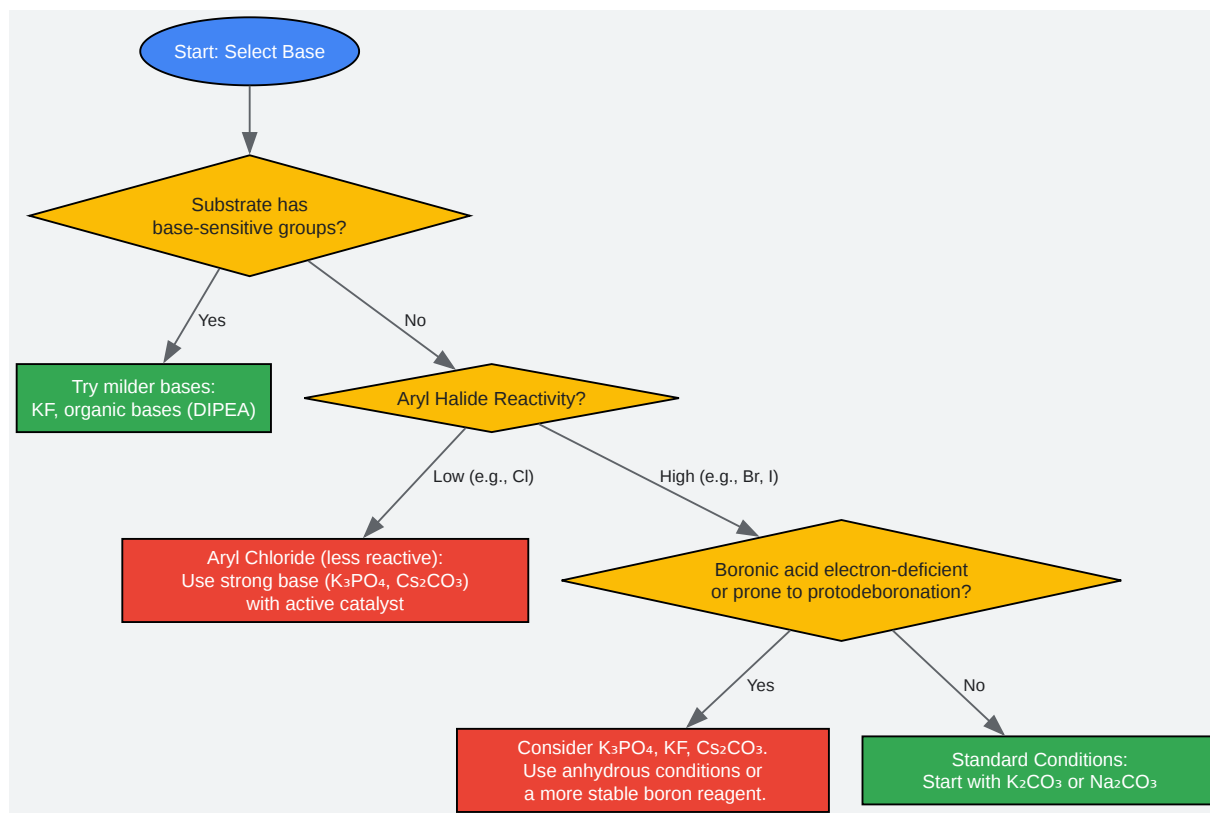 Start: Select Base
Substrate has
base-sensitive groups?
Yes
No
Try milder bases:
KF, organic bases (DIPEA)
Aryl Halide Reactivity?
Low (e.g., Cl)
High (e.g., Br, I)
Aryl Chloride (less reactive):
Use strong base (K₃PO₄, Cs₂CO₃)
with active catalyst
Boronic acid electron-deficient
or prone to protodeboronation?
Yes
No
Consider K₃PO₄, KF, Cs₂CO₃.
Use anhydrous conditions or
a more stable boron reagent.
Standard Conditions:
Start with K₂CO₃ or Na₂CO₃